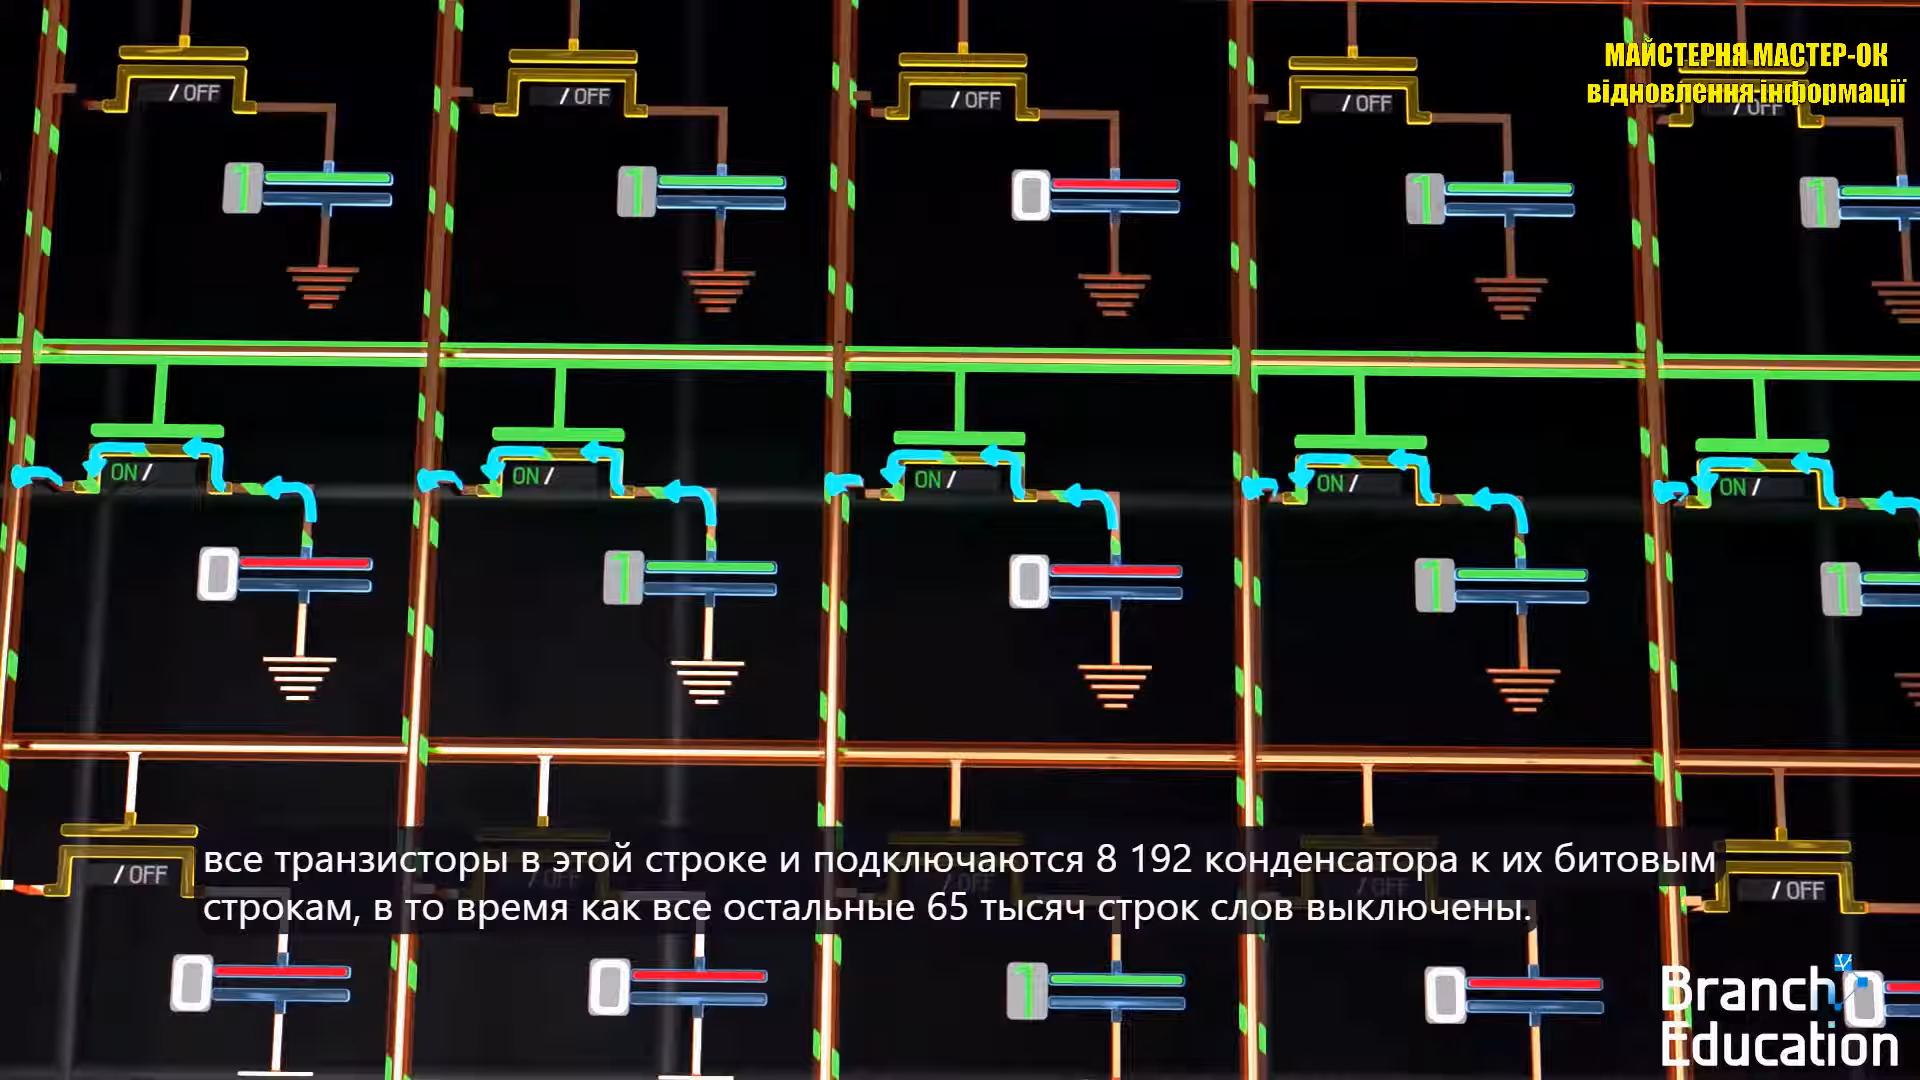 МАЙСТЕРНЯ МАСТЕР-ОК
відновлення інформації
/ OFF
/ OFF
/ OFF
/ OFF
/ OFF
1
1
0
1
1
ON /
ON /
ON /
ON /
ON /
0
1
0
1
1
/ OFF
/ OFF
все транзисторы в этой строке и подключаются 8 192 конденсатора к их битовым
строкам, в то время как все остальные 65 тысяч строк слов выключены.
0
0
1
0
0
Branch
Education